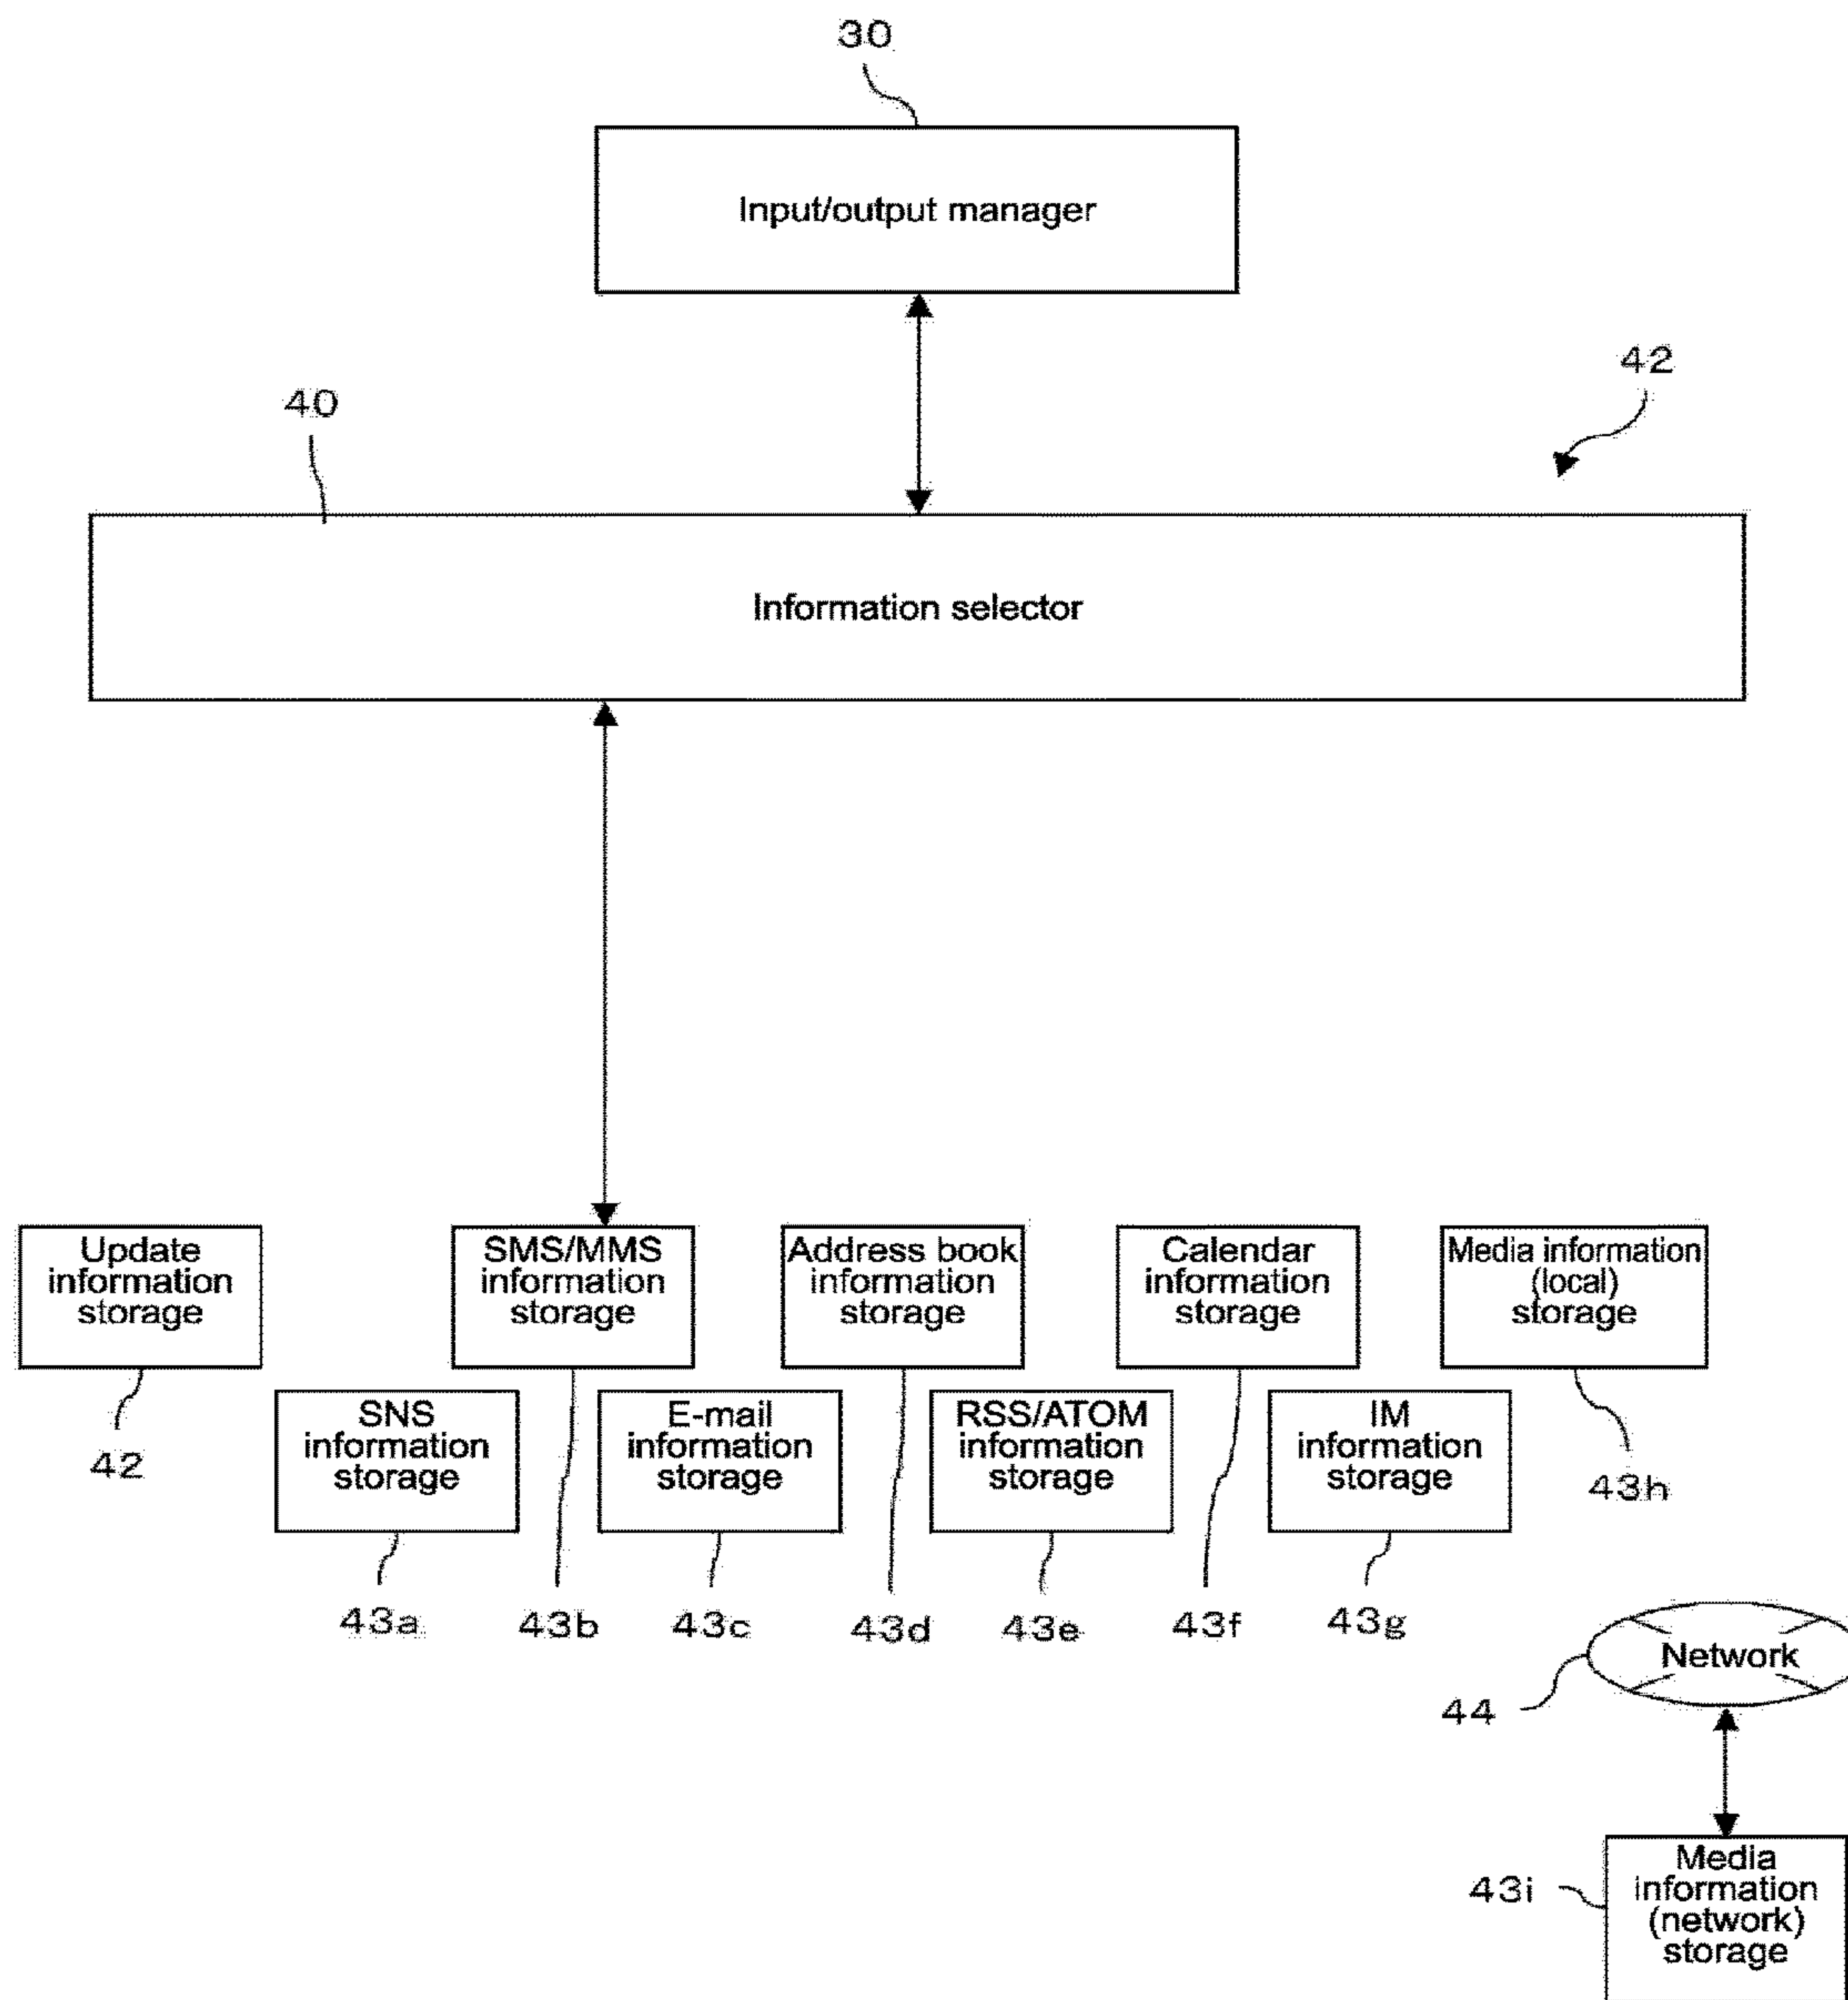 30
Input/output manager
42
40
Information selector
Update
information
storage
SMS/MMS
information
storage
Address book
information
storage
Calendar
information
storage
Media information
(local)
storage
42
SNS
information
storage
E-mail
information
storage
RSS/ATOM
information
storage
IM
information
storage
43h
43a
43b
43c
43d
43e
43f
43g
Network
44
43i
Media
information
(network)
storage